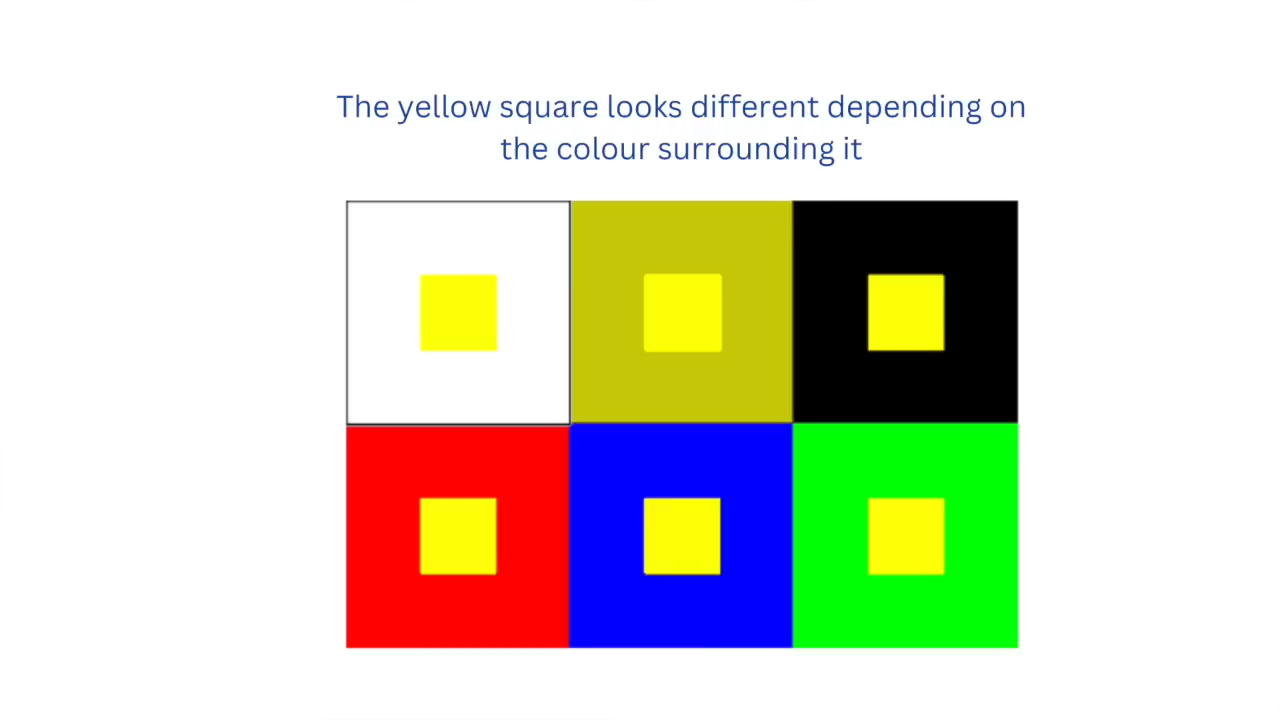 The yellow square looks different depending on
the colour surrounding it